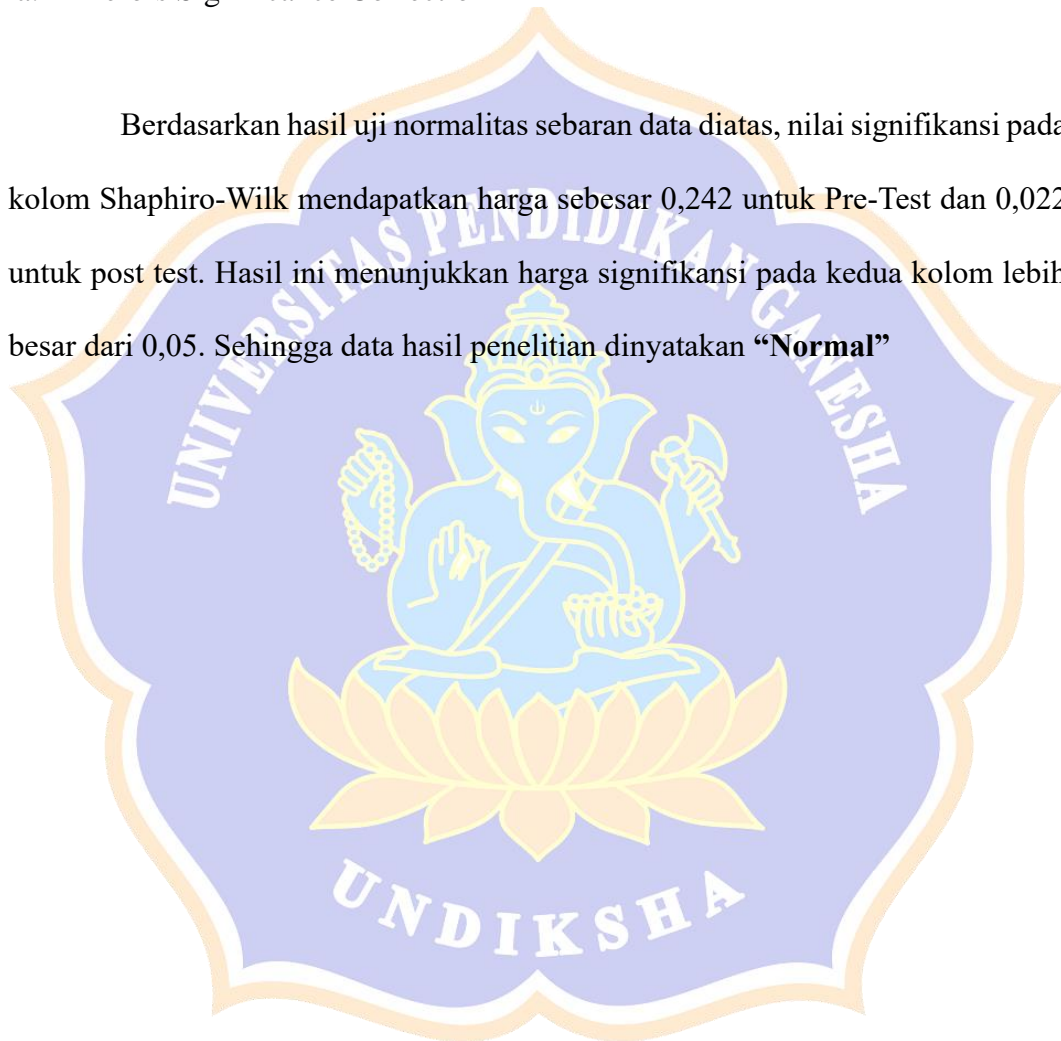 Berdasarkan hasil uji normalitas sebaran data diatas, nilai signifikansi pada
kolom Shaphiro-Wilk mendapatkan harga sebesar 0,242 untuk Pre-Test dan 0,022
untuk post test. Hasil ini menunjukkan harga signifikansi pada kedua kolom lebih
besar dari 0,05. Sehingga data hasil penelitian dinyatakan “Normal”
UNIVERSITAS PENDIDIKAN GANESHA
UNDIKSHA